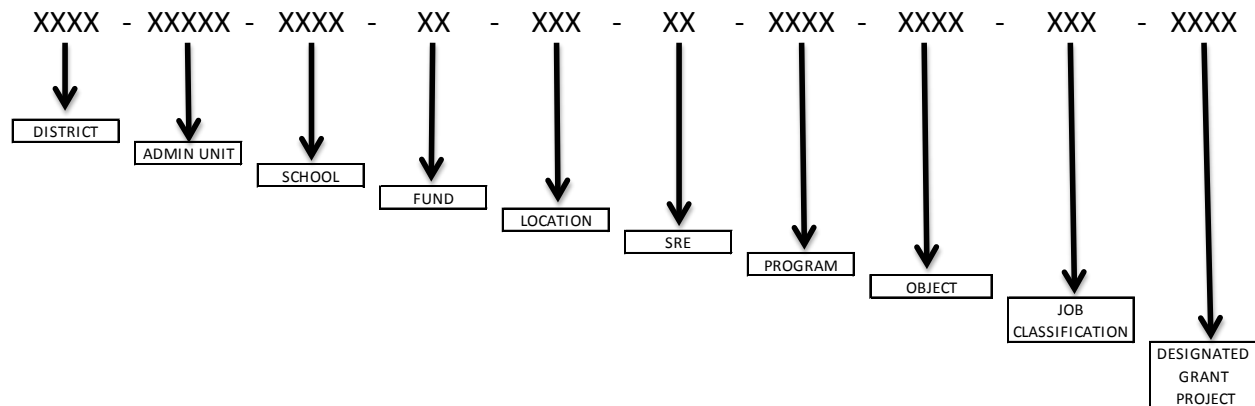 XXXX - XXXXX - XXXX - XX - XXX - XX - XXXX - XXXX - XXX - XXXX
DISTRICT
ADMIN UNIT
SCHOOL
FUND
LOCATION
SRE
PROGRAM
OBJECT
JOB
CLASSIFICATION
DESIGNATED
GRANT
PROJECT